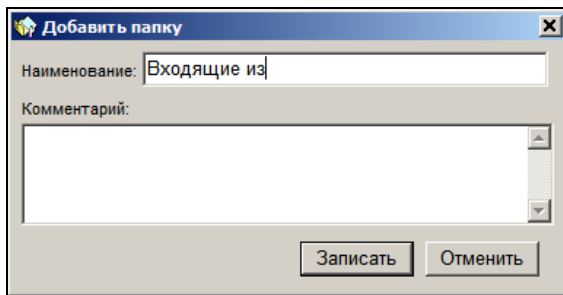 Добавить папку
Наименование: Входящие из
Комментарий:
Записать Отменить